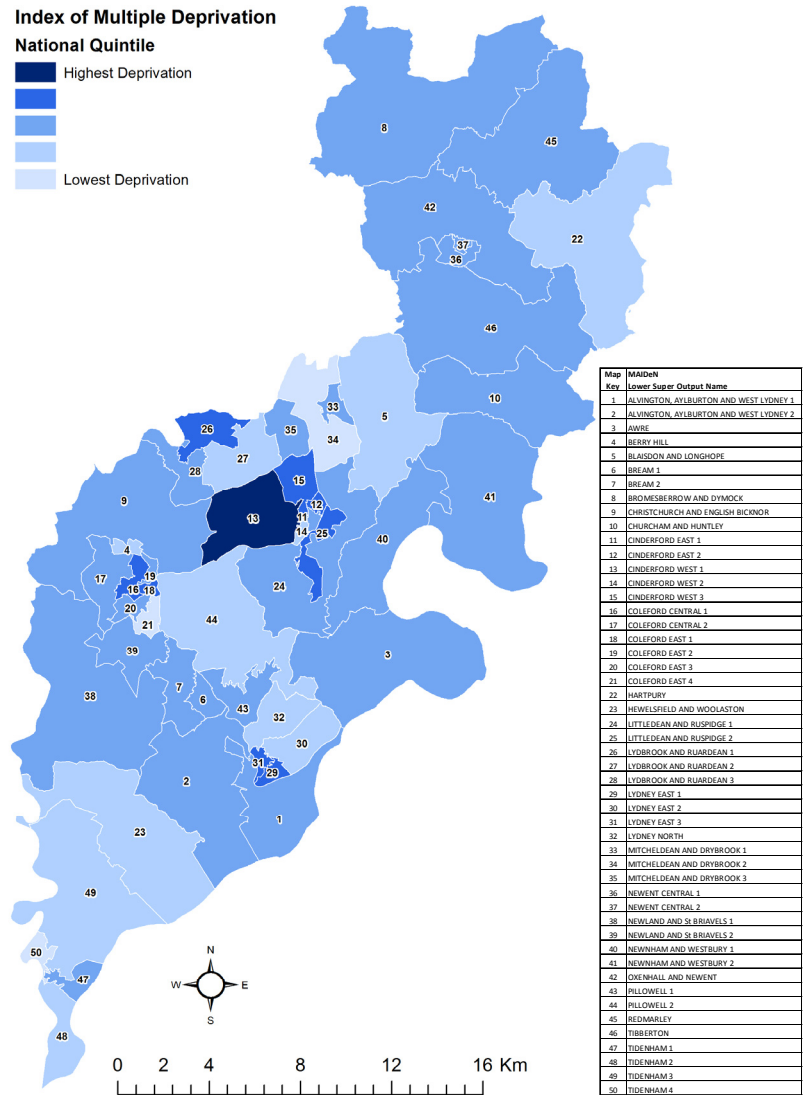 Index of Multiple Deprivation
National Quintile
Highest Deprivation
Lowest Deprivation
8
45
42
22
37
36
46
10
33
5
35
34
26
27
28
15
41
9
13
12
11
14
25
40
4
17
19
16
18
20
21
24
44
39
3
38
7
6
43
32
30
31
29
2
1
23
49
50
47
48
N
W
E
S
0 2 4 8 12 16 Km
Map MAIDeN
Key Lower Super Output Name
1 ALVINGTON, AYLBURTON AND WEST LYDNEY 1
2 ALVINGTON, AYLBURTON AND WEST LYDNEY 2
3 AWRE
4 BERRY HILL
5 BLAISDON AND LONGHOPE
6 BREAM 1
7 BREAM 2
8 BROMESBERROW AND DYMOCK
9 CHRISTCHURCH AND ENGLISH BICKNOR
10 CHURCHAM AND HUNTLEY
11 CINDERFORD EAST 1
12 CINDERFORD EAST 2
13 CINDERFORD WEST 1
14 CINDERFORD WEST 2
15 CINDERFORD WEST 3
16 COLEFORD CENTRAL 1
17 COLEFORD CENTRAL 2
18 COLEFORD EAST 1
19 COLEFORD EAST 2
20 COLEFORD EAST 3
21 COLEFORD EAST 4
22 HARTPURY
23 HEWELSFIELD AND WOOLASTON
24 LITTLEDEAN AND RUSPIDGE 1
25 LITTLEDEAN AND RUSPIDGE 2
26 LYDBROOK AND RUARDEAN 1
27 LYDBROOK AND RUARDEAN 2
28 LYDBROOK AND RUARDEAN 3
29 LYDNEY EAST 1
30 LYDNEY EAST 2
31 LYDNEY EAST 3
32 LYDNEY NORTH
33 MITCHELDEAN AND DRYBROOK 1
34 MITCHELDEAN AND DRYBROOK 2
35 MITCHELDEAN AND DRYBROOK 3
36 NEWENT CENTRAL 1
37 NEWENT CENTRAL 2
38 NEWLAND AND St BRIAVELS 1
39 NEWLAND AND St BRIAVELS 2
40 NEWNHAM AND WESTBURY 1
41 NEWNHAM AND WESTBURY 2
42 OXENHALL AND NEWENT
43 PILLOWELL 1
44 PILLOWELL 2
45 REDMARLEY
46 TIBBERTON
47 TIDENHAM 1
48 TIDENHAM 2
49 TIDENHAM 3
50 TIDENHAM 4